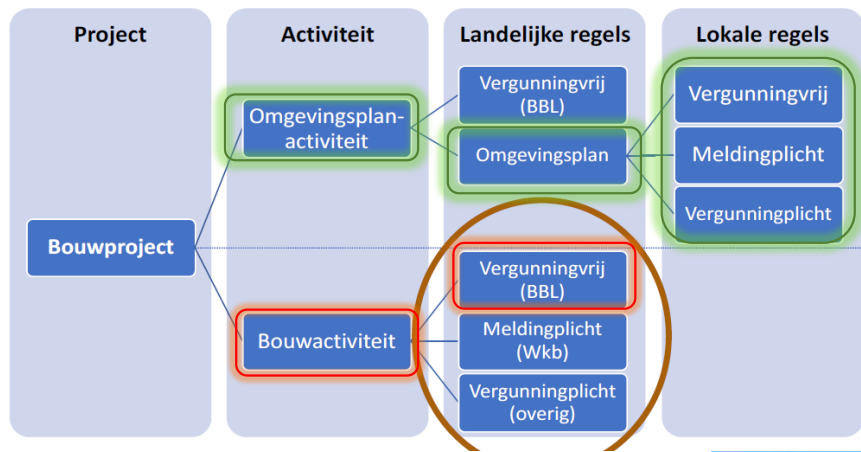 Project
Activiteit
Landelijke regels
Lokale regels
Vergunningvrij
(BBL)
Vergunningvrij
Omgevingsplan-
activiteit
Omgevingsplan
Meldingplicht
Vergunningplicht
Bouwproject
Vergunningvrij
(BBL)
Bouwactiviteit
Meldingplicht
(Wkb)
Vergunningplicht
(overig)